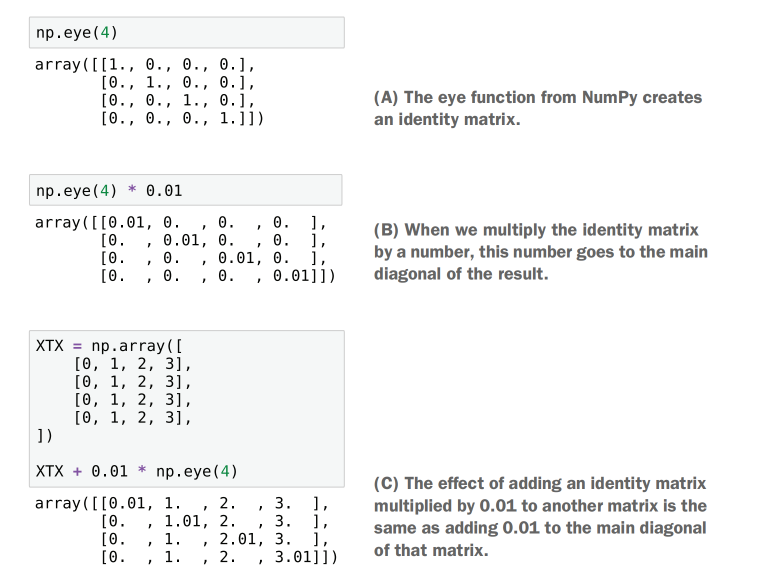 np.eye(4)
array([[1., 0., 0., 0.],
       [0., 1., 0., 0.],
       [0., 0., 1., 0.],
       [0., 0., 0., 1.]])
(A) The eye function from NumPy creates
an identity matrix.
np.eye(4) * 0.01
array([[0.01, 0.  , 0.  , 0.  ],
       [0.  , 0.01, 0.  , 0.  ],
       [0.  , 0.  , 0.01, 0.  ],
       [0.  , 0.  , 0.  , 0.01]])
(B) When we multiply the identity matrix
by a number, this number goes to the main
diagonal of the result.
XTX = np.array([
    [0, 1, 2, 3],
    [0, 1, 2, 3],
    [0, 1, 2, 3],
    [0, 1, 2, 3],
])
XTX + 0.01 * np.eye(4)
array([[0.01, 1.  , 2.  , 3.  ],
       [0.  , 1.01, 2.  , 3.  ],
       [0.  , 1.  , 2.01, 3.  ],
       [0.  , 1.  , 2.  , 3.01]])
(C) The effect of adding an identity matrix
multiplied by 0.01 to another matrix is the
same as adding 0.01 to the main diagonal
of that matrix.